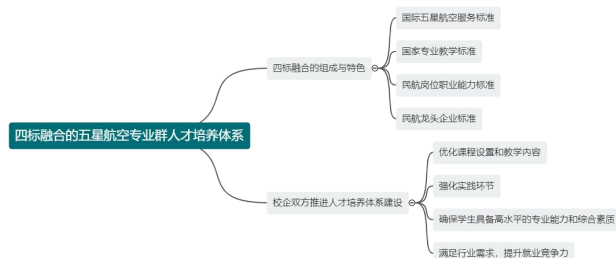 四标融合的五星航空专业群人才培养体系
四标融合的组成与特色
国际五星航空服务标准
国家专业教学标准
民航岗位职业能力标准
民航龙头企业标准
校企双方推进人才培养体系建设
优化课程设置和教学内容
强化实践环节
确保学生具备高水平的专业能力和综合素质
满足行业需求，提升就业竞争力